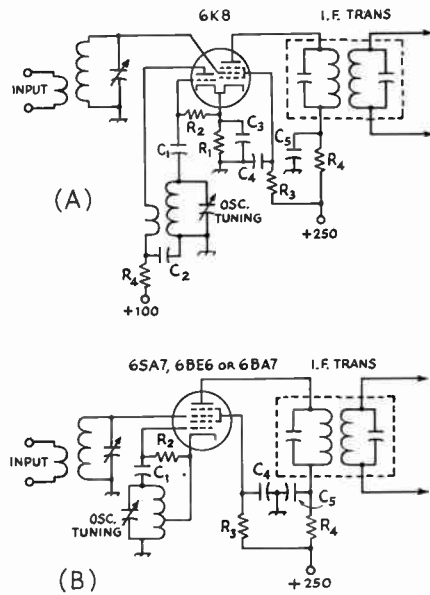 6K8
I.F. TRANS
INPUT
R2
C1
R1
C3
C4
C5
R4
R3
OSC.
TUNING
(A)
C2
R4
+100
+250
6SA7, 6BE6 OR 6BA7
I.F. TRANS
INPUT
R2
C1
OSC.
TUNING
C4
C5
R3
R4
(B)
+250